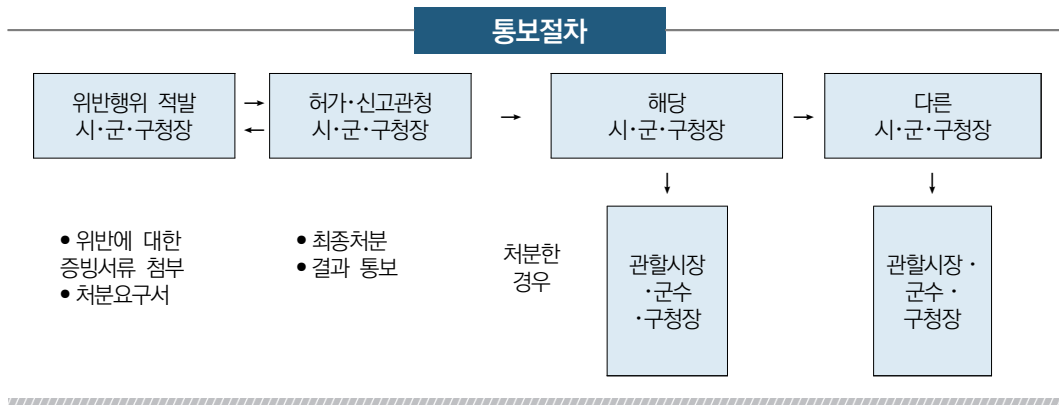 통보절차
위반행위 적발
시·군·구청장
→
←
허가·신고관청
시·군·구청장
→
해당
시·군·구청장
→
다른
시·군·구청장
↓
↓
• 위반에 대한
증빙서류 첨부
• 처분요구서
• 최종처분
• 결과 통보
처분한
경우
관할시장
·군수
·구청장
관할시장·
군수·
구청장